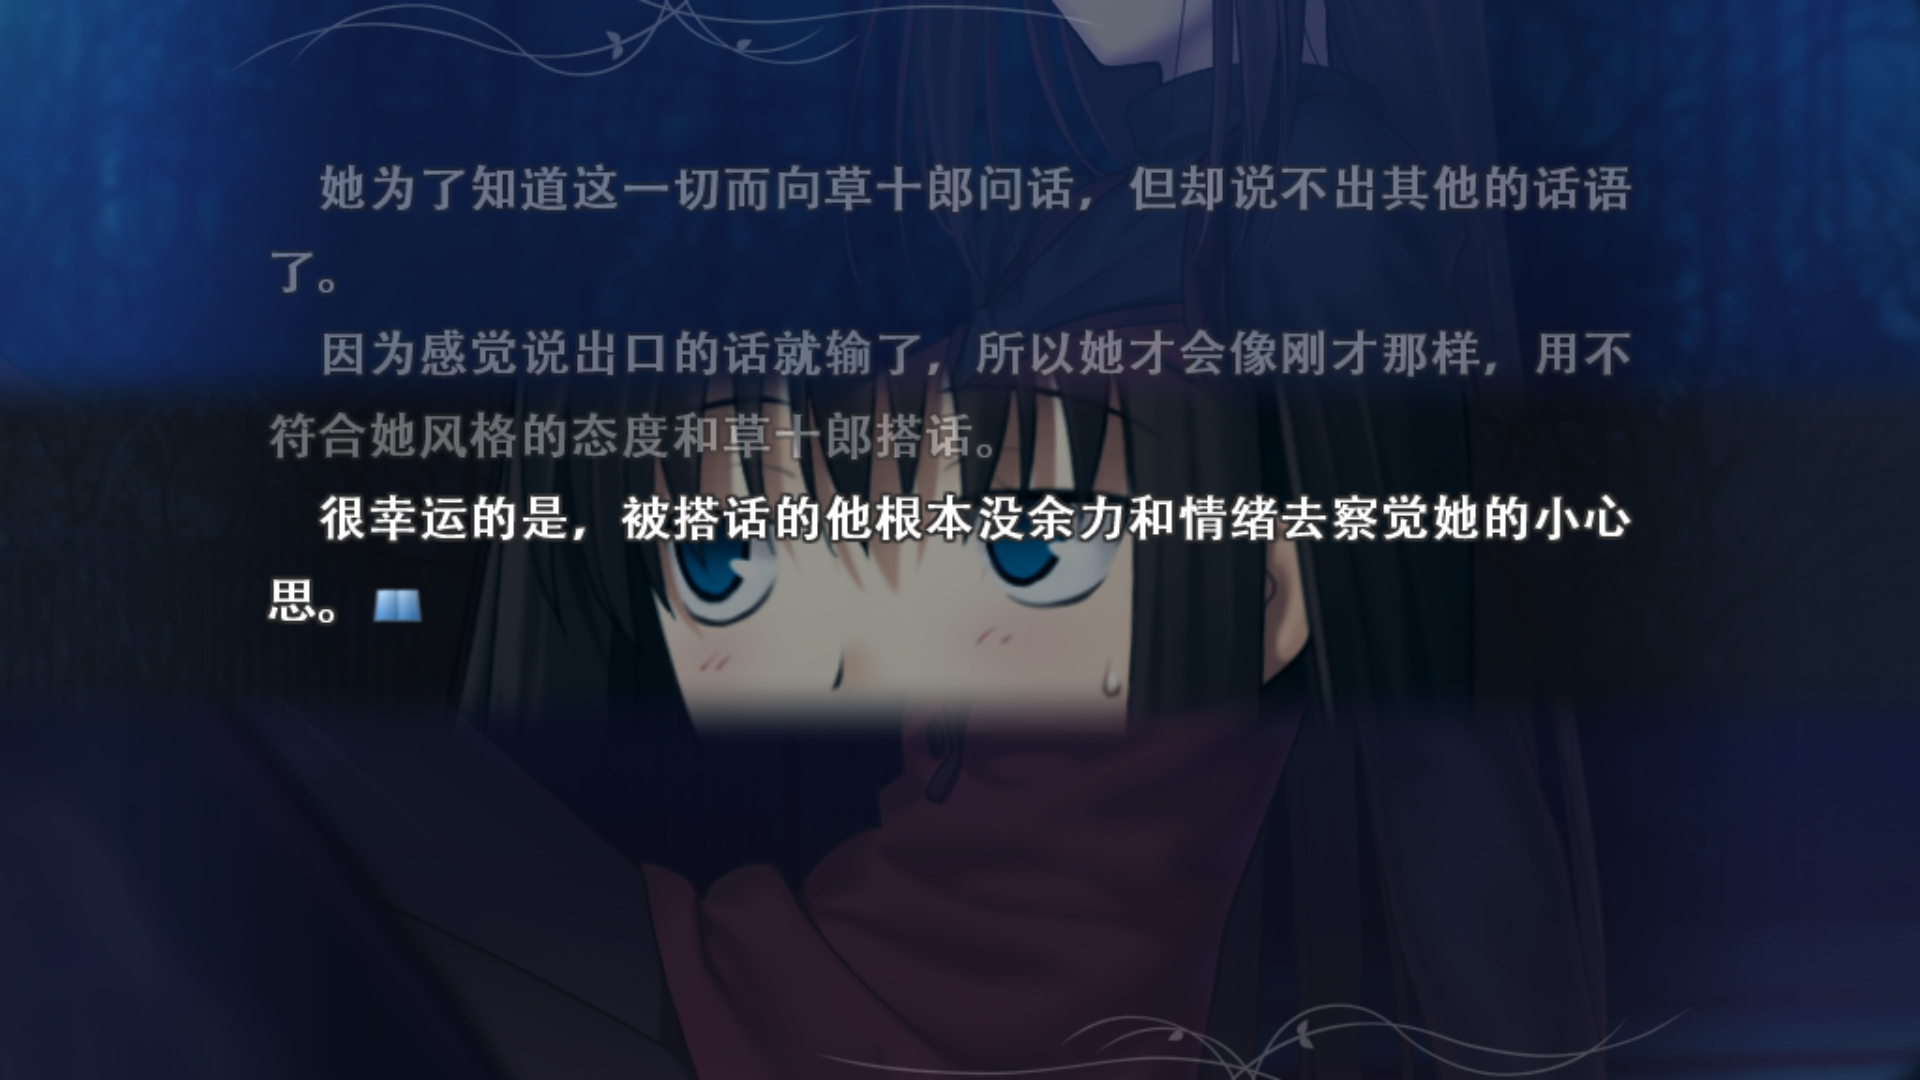 她为了知道这一切而向草十郎问话，但却说不出其他的话语
了。
因为感觉说出口的话就输了，所以她才会像刚才那样，用不
符合她风格的态度和草十郎搭话。
很幸运的是，被搭话的他根本没余力和情绪去察觉她的小心
思。